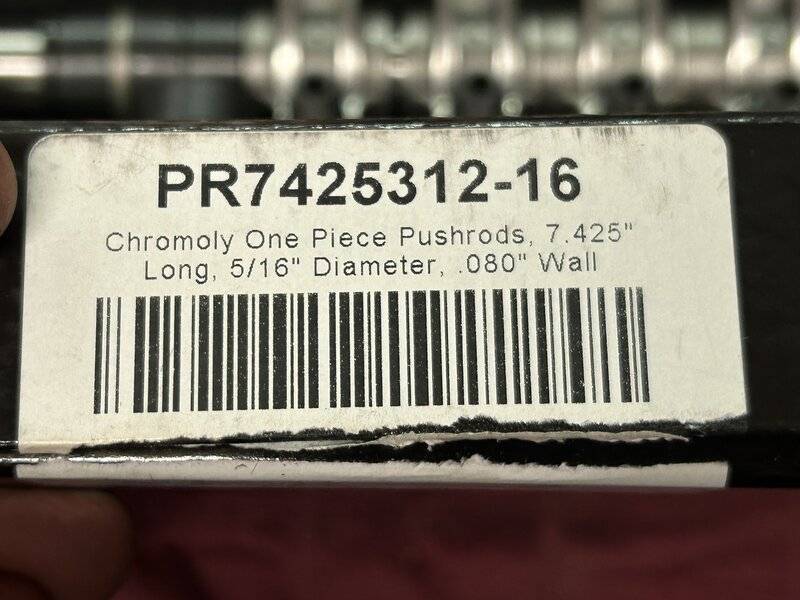 PR7425312-16
Chromoly One Piece Pushrods, 7.425"
Long, 5/16" Diameter, .080" Wall